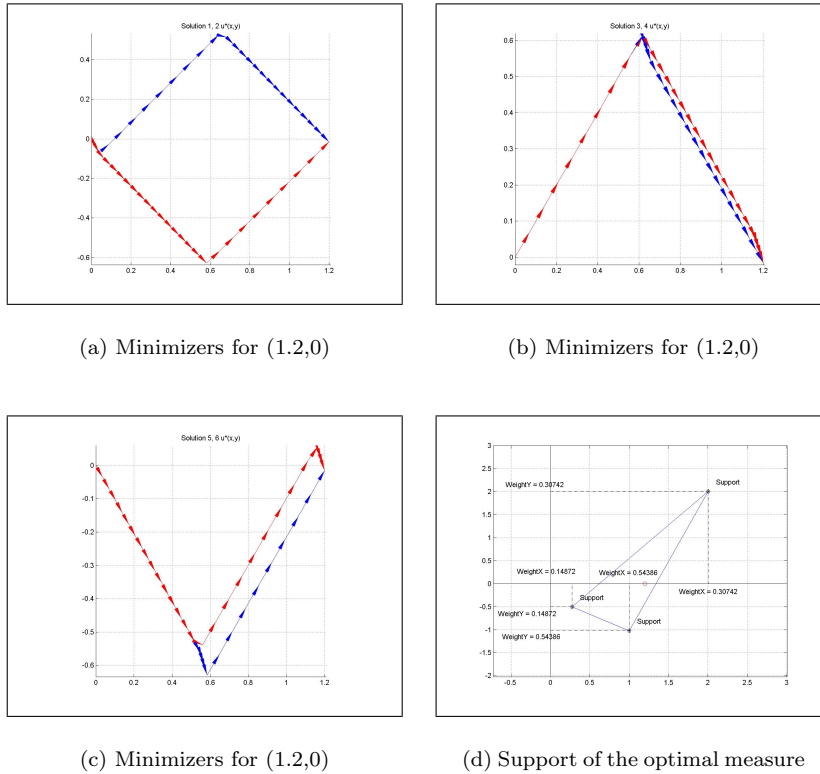 Solution 1, 2 u*(x,y)
0.4
0.2
0
-0.2
-0.4
-0.6
0 0.2 0.4 0.6 0.8 1 1.2
Solution 3, 4 u*(x,y)
0.6
0.5
0.4
0.3
0.2
0.1
0
0 0.2 0.4 0.6 0.8 1 1.2
(a) Minimizers for (1.2,0)
(b) Minimizers for (1.2,0)
Solution 5, 6 u*(x,y)
0
-0.1
-0.2
-0.3
-0.4
-0.5
-0.6
0 0.2 0.4 0.6 0.8 1 1.2
3
2.5
2
1.5
1
0.5
0
-0.5
-1
-1.5
-2
Support
WeightY = 0.30742
WeightX = 0.14872
WeightX = 0.54386
WeightX = 0.30742
Support
WeightY = 0.14872
Support
WeightY = 0.54386
-0.5 0 0.5 1 1.5 2 2.5 3
(c) Minimizers for (1.2,0)
(d) Support of the optimal measure